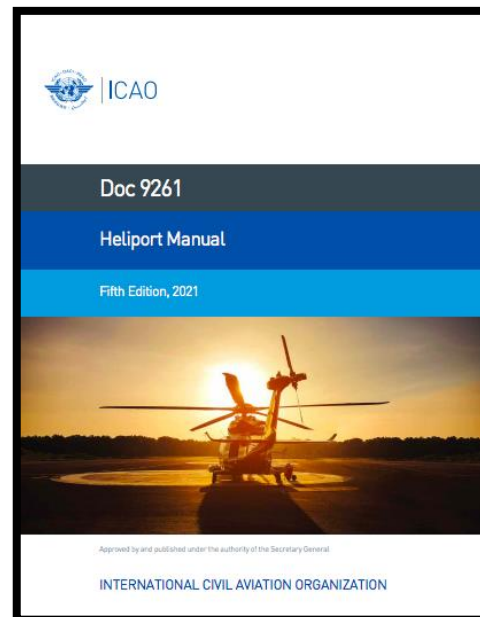 ICAO
Doc 9261
Heliport Manual
Fifth Edition, 2021
Approved by and published under the authority of the Secretary General
INTERNATIONAL CIVIL AVIATION ORGANIZATION